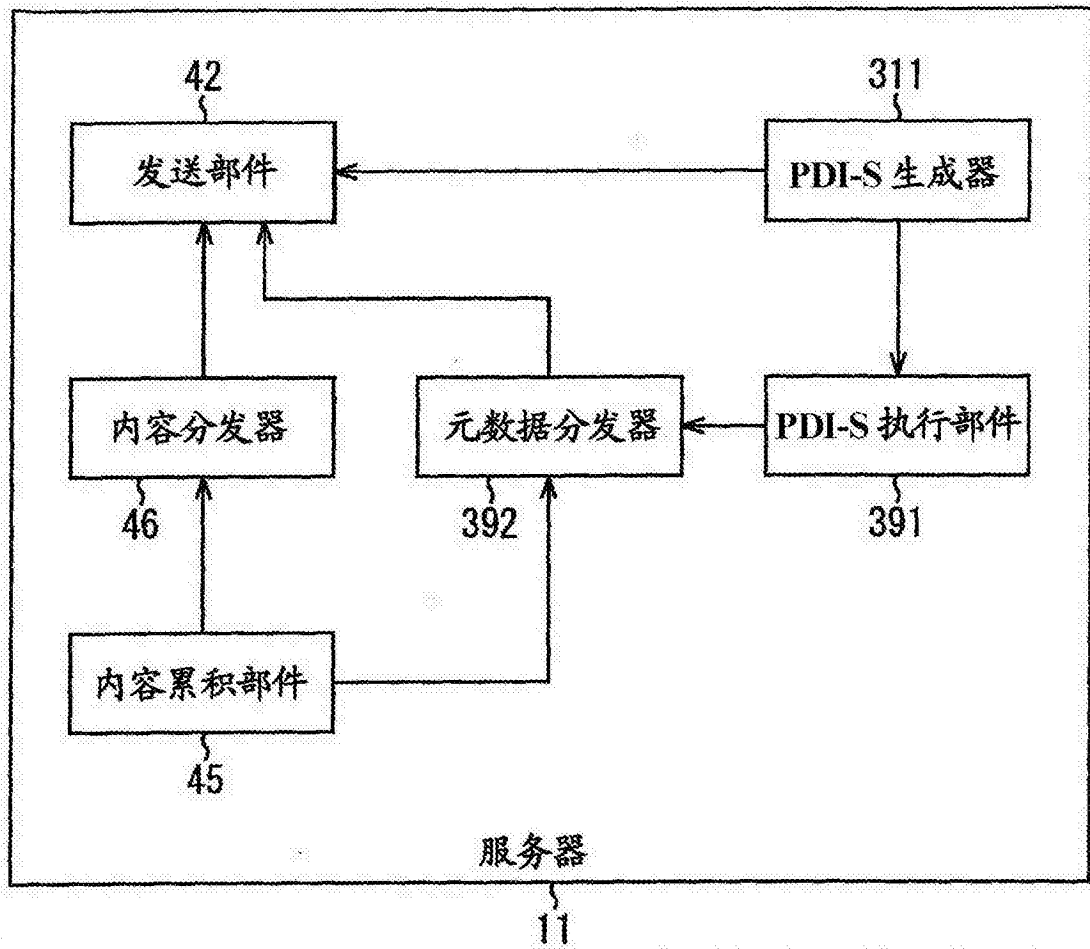 42
311
发送部件
PDI-S 生成器
内容分发器
元数据分发器
PDI-S 执行部件
46
392
391
内容累积部件
45
服务器
11